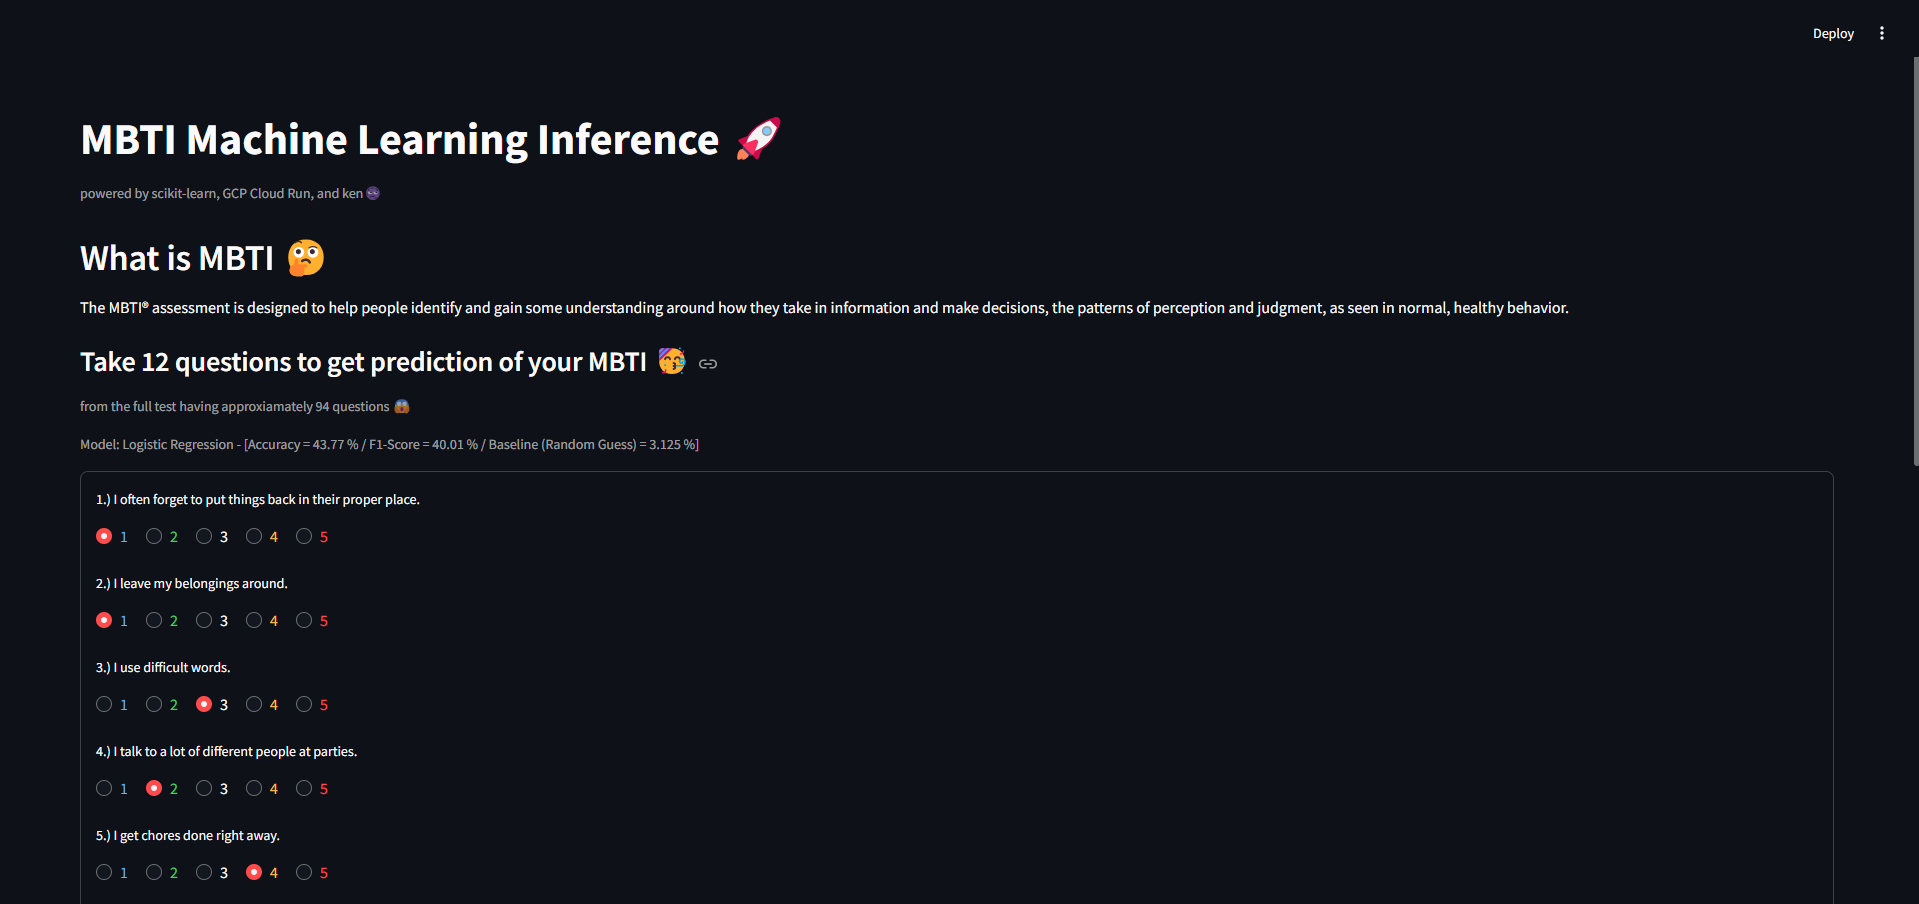 Deploy
MBTI Machine Learning Inference 🚀
powered by scikit-learn, GCP Cloud Run, and ken
What is MBTI 🤔
The MBTI® assessment is designed to help people identify and gain some understanding around how they take in information and make decisions, the patterns of perception and judgment, as seen in normal, healthy behavior.
Take 12 questions to get prediction of your MBTI 🥳
from the full test having approxiamately 94 questions 😱
Model: Logistic Regression - [Accuracy = 43.77 % / F1-Score = 40.01 % / Baseline (Random Guess) = 3.125 %]
1.) I often forget to put things back in their proper place.
1 2 3 4 5
2.) I leave my belongings around.
1 2 3 4 5
3.) I use difficult words.
1 2 3 4 5
4.) I talk to a lot of different people at parties.
1 2 3 4 5
5.) I get chores done right away.
1 2 3 4 5